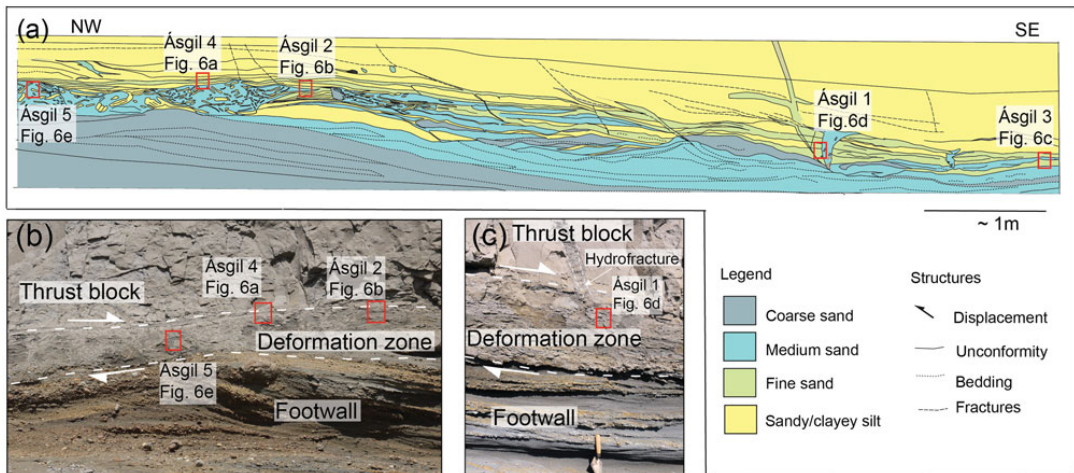 (a)
NW
SE
Ásgil 4
Fig. 6a
Ásgil 2
Fig. 6b
Ásgil 5
Fig. 6e
Ásgil 1
Fig.6d
Ásgil 3
Fig. 6c
~ 1m
(b)
Ásgil 4
Fig. 6a
Ásgil 2
Fig. 6b
Thrust block
Deformation zone
Ásgil 5
Fig. 6e
Footwall
(c)
Thrust block
Hydrofracture
Ásgil 1
Fig. 6d
Deformation zone
Footwall
Legend
Coarse sand
Medium sand
Fine sand
Sandy/clayey silt
Structures
Displacement
Unconformity
Bedding
Fractures